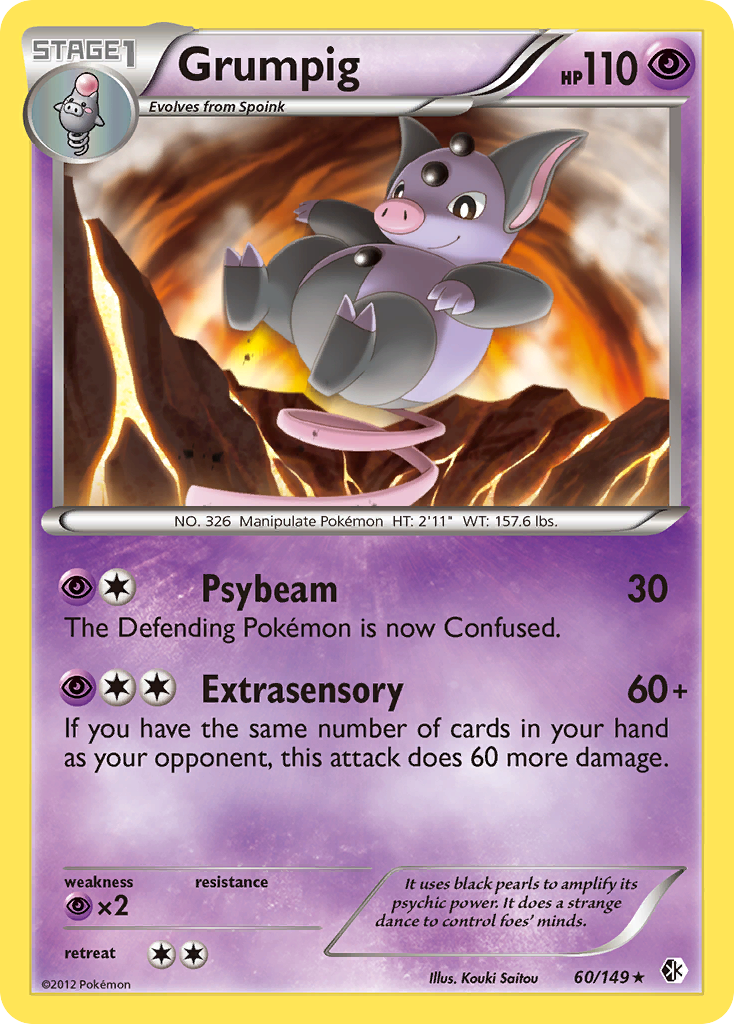 STAGE1
Grumpig
HP110
Evolves from Spoink
NO. 326 Manipulate Pokémon HT: 2'11" WT: 157.6 lbs.
Psybeam 30
The Defending Pokémon is now Confused.
Extrasensory 60+
If you have the same number of cards in your hand
as your opponent, this attack does 60 more damage.
weakness resistance
×2
retreat
It uses black pearls to amplify its
psychic power. It does a strange
dance to control foes' minds.
©2012 Pokémon
Illus. Kouki Saitou
60/149★